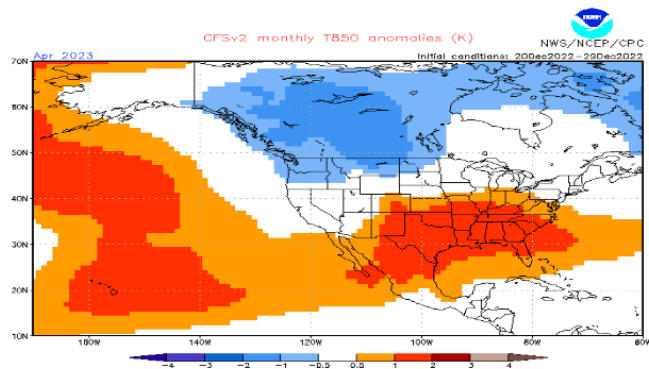 CFSv2 monthly T850 anomalies (K)
NWS/NCEP/CPC
Apr 2023
Initial conditions: 20Dec2022-29Dec2022
70N
60N
50N
40N
30N
20N
10N
160W 140W 120W 100W 80W 60W
-4 -3 -2 -1 -0.5 0.5 1 2 3 4